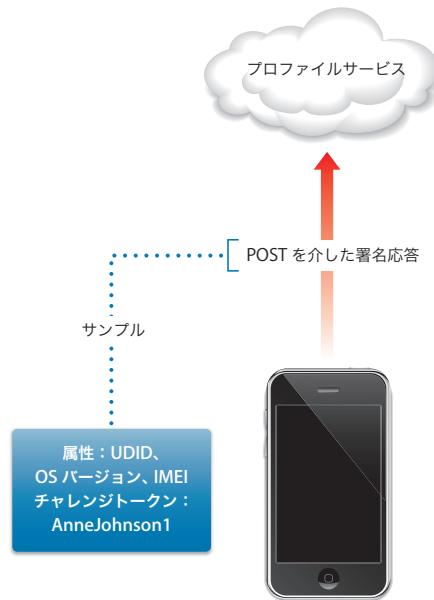 プロファイルサービス
POST を介した署名応答
サンプル
属性：UDID、
OS バージョン、IMEI
チャレンジトークン：
AnneJohnson1